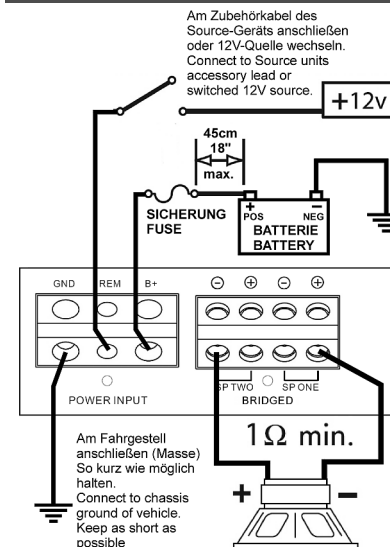 Am Zubehörkabel des
Source-Geräts anschließen
oder 12V-Quelle wechseln.
Connect to Source units
accessory lead or
switched 12V source.
+12v
45cm
18"
max.
SICHERUNG
FUSE
+ −
POS NEG
BATTERIE
BATTERY
GND REM B+
− + − +
SP TWO SP ONE
POWER INPUT BRIDGED
1Ω min.
+ −
Am Fahrgestell
anschließen (Masse)
So kurz wie möglich
halten.
Connect to chassis
ground of vehicle.
Keep as short as
possible